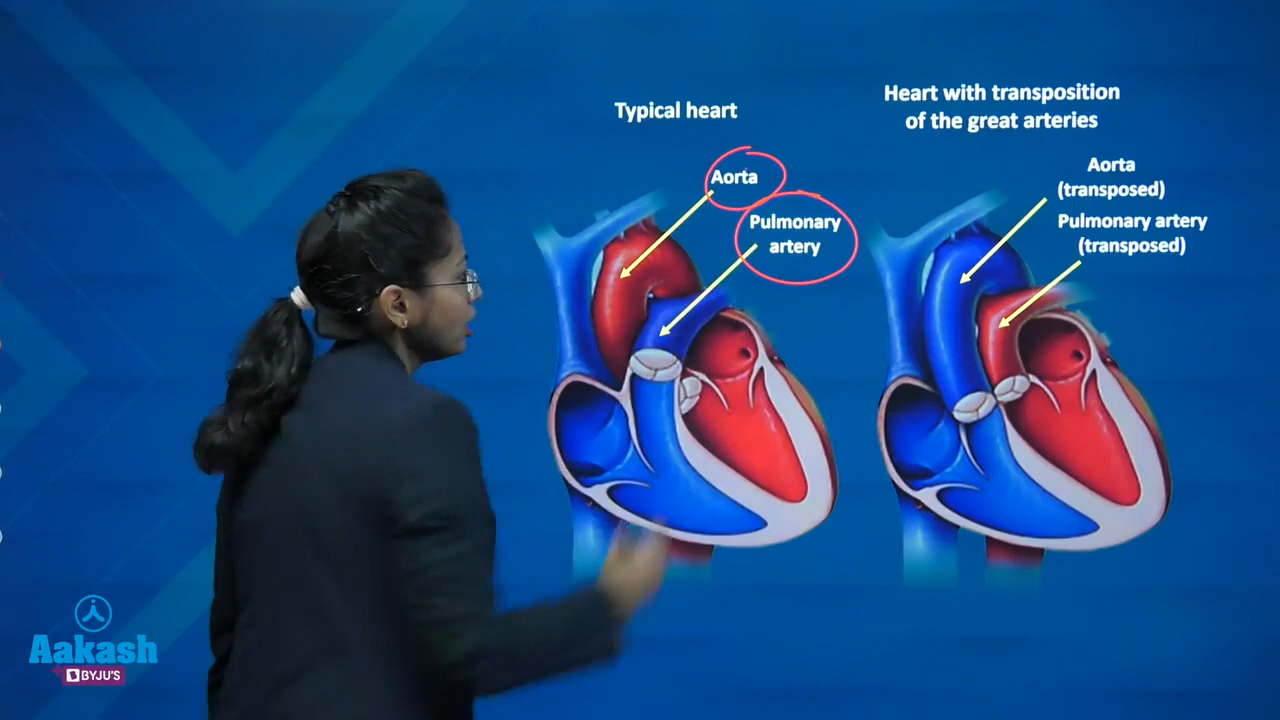 Typical heart
Heart with transposition
of the great arteries
Aorta
Pulmonary
artery
Aorta
(transposed)
Pulmonary artery
(transposed)
Aakash
BYJU'S